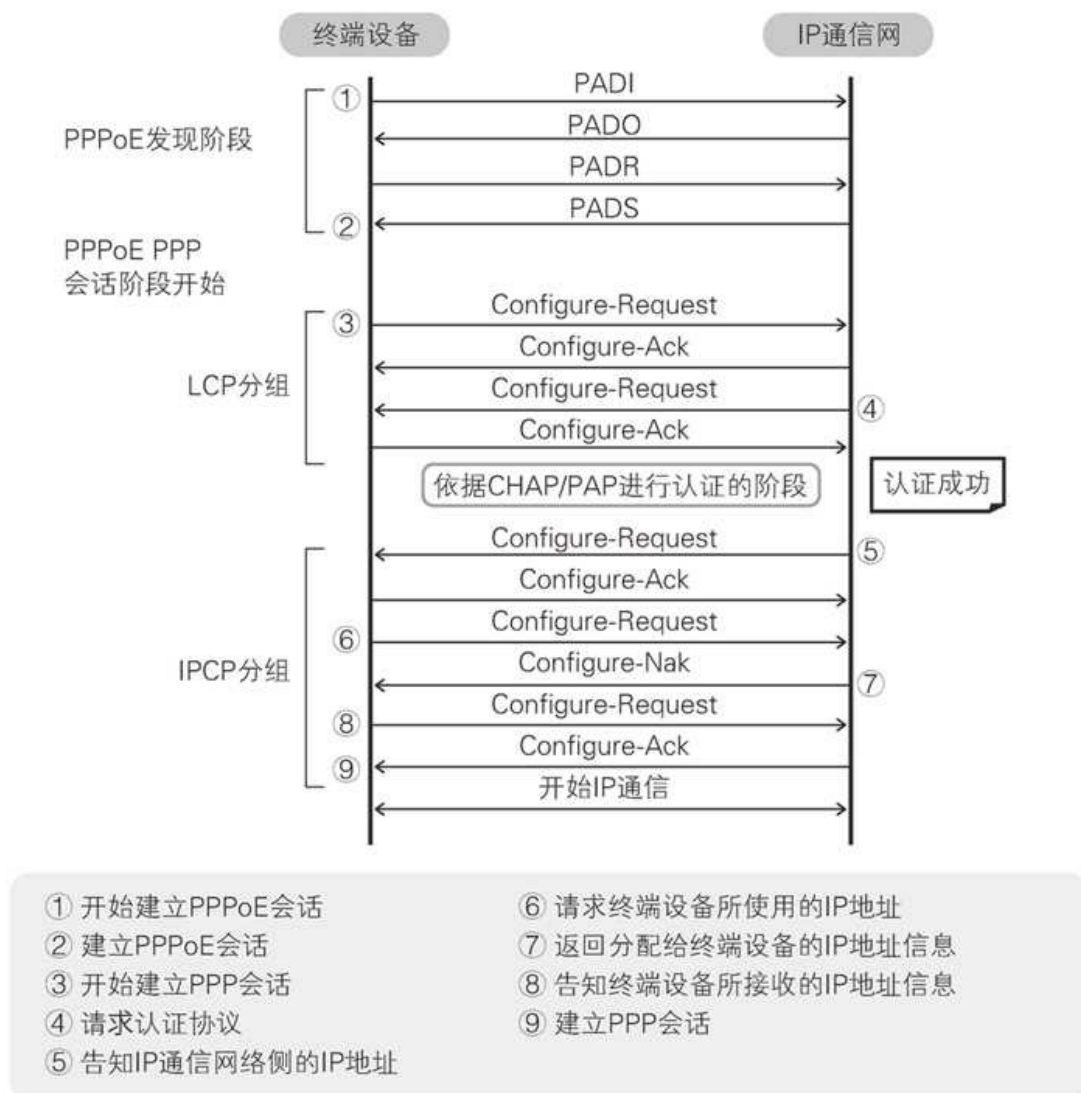 终端设备
IP通信网
PPPoE发现阶段
①
PADI
PADO
PADR
PADS
②
PPPoE PPP
会话阶段开始
LCP分组
③
Configure-Request
Configure-Ack
Configure-Request
④
Configure-Ack
依据CHAP/PAP进行认证的阶段
认证成功
IPCP分组
Configure-Request
⑤
Configure-Ack
Configure-Request
⑥
Configure-Nak
⑦
Configure-Request
⑧
Configure-Ack
⑨
开始IP通信
① 开始建立PPPoE会话
② 建立PPPoE会话
③ 开始建立PPP会话
④ 请求认证协议
⑤ 告知IP通信网络侧的IP地址
⑥ 请求终端设备所使用的IP地址
⑦ 返回分配给终端设备的IP地址信息
⑧ 告知终端设备所接收的IP地址信息
⑨ 建立PPP会话